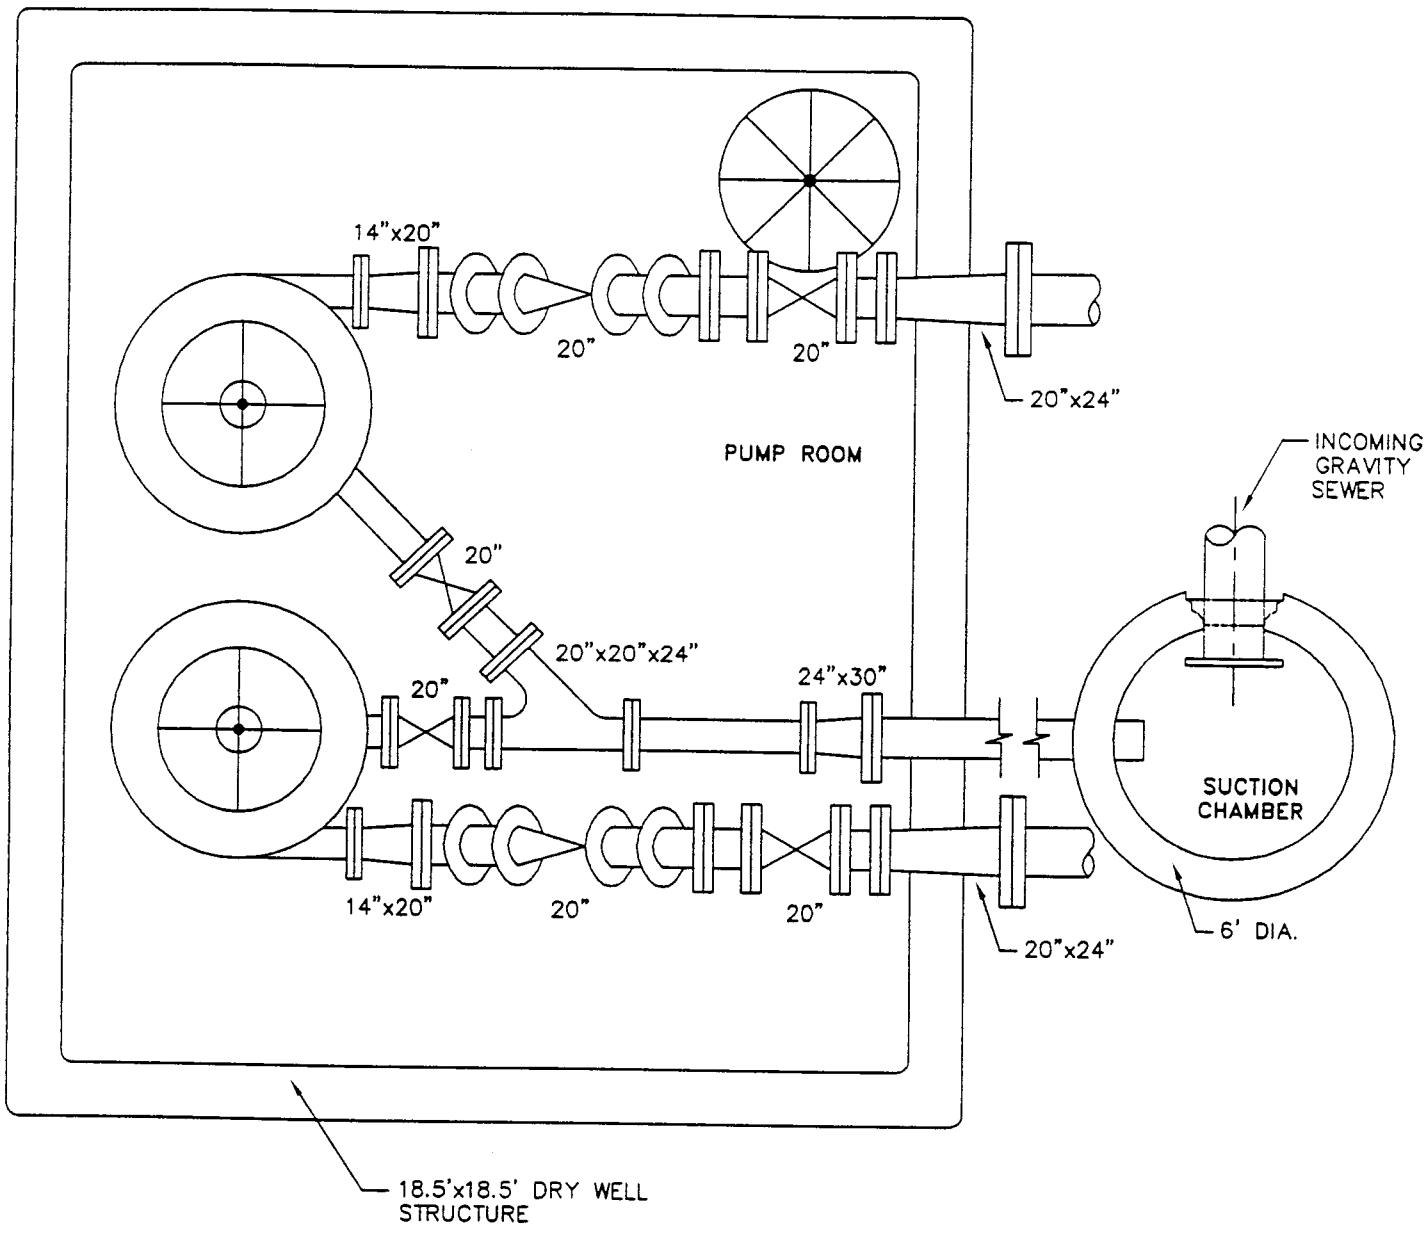 14"x20"
20"
20"
20"x24"
PUMP ROOM
INCOMING
GRAVITY
SEWER
20"
20"x20"x24"
20"
24"x30"
SUCTION
CHAMBER
14"x20"
20"
20"
20"x24"
6' DIA.
18.5'x18.5' DRY WELL
STRUCTURE